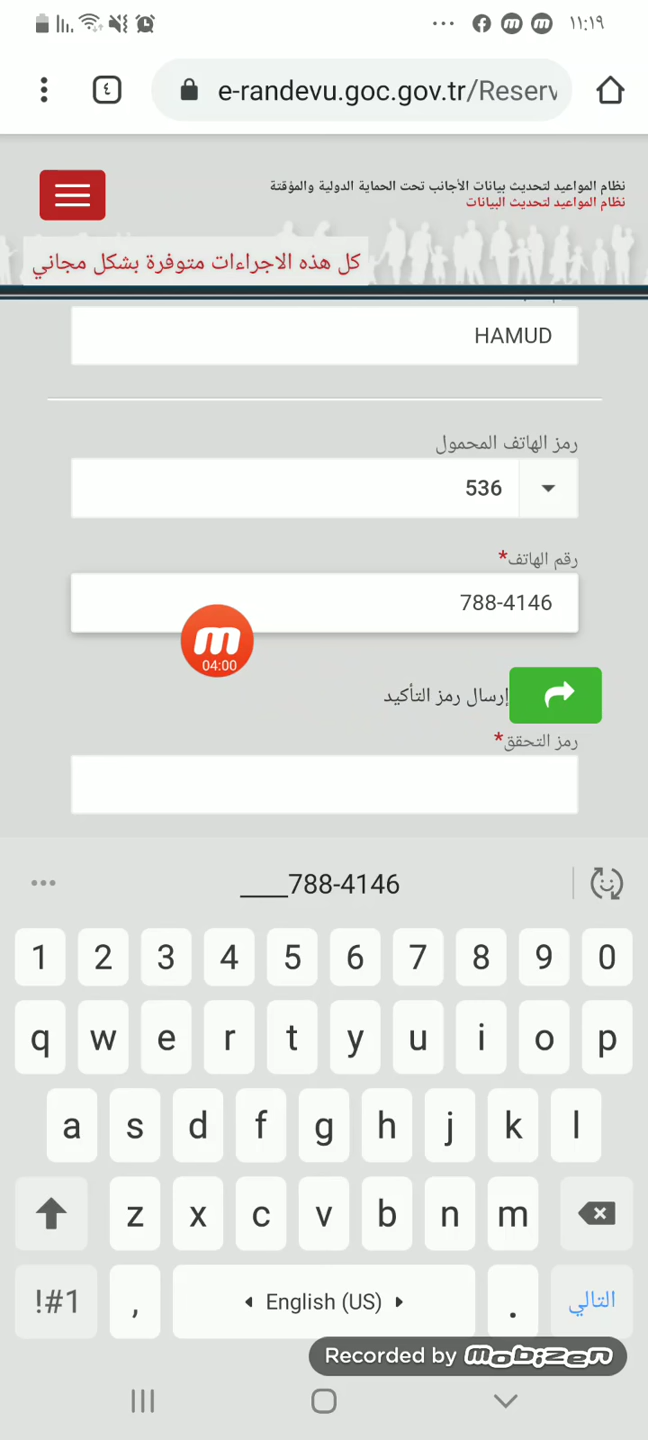 ١١:١٩
e-randevu.goc.gov.tr/Reserv
٤
نظام المواعيد لتحديث بيانات الأجانب تحت الحماية الدولية والمؤقتة
نظام المواعيد لتحديث البيانات
كل هذه الاجراءات متوفرة بشكل مجاني
HAMUD
رمز الهاتف المحمول
536
رقم الهاتف*
788-4146
04:00
إرسال رمز التأكيد
رمز التحقق*
____788-4146
1 2 3 4 5 6 7 8 9 0
q w e r t y u i o p
a s d f g h j k l
z x c v b n m
!#1 , English (US) . التالي
Recorded by mobizen